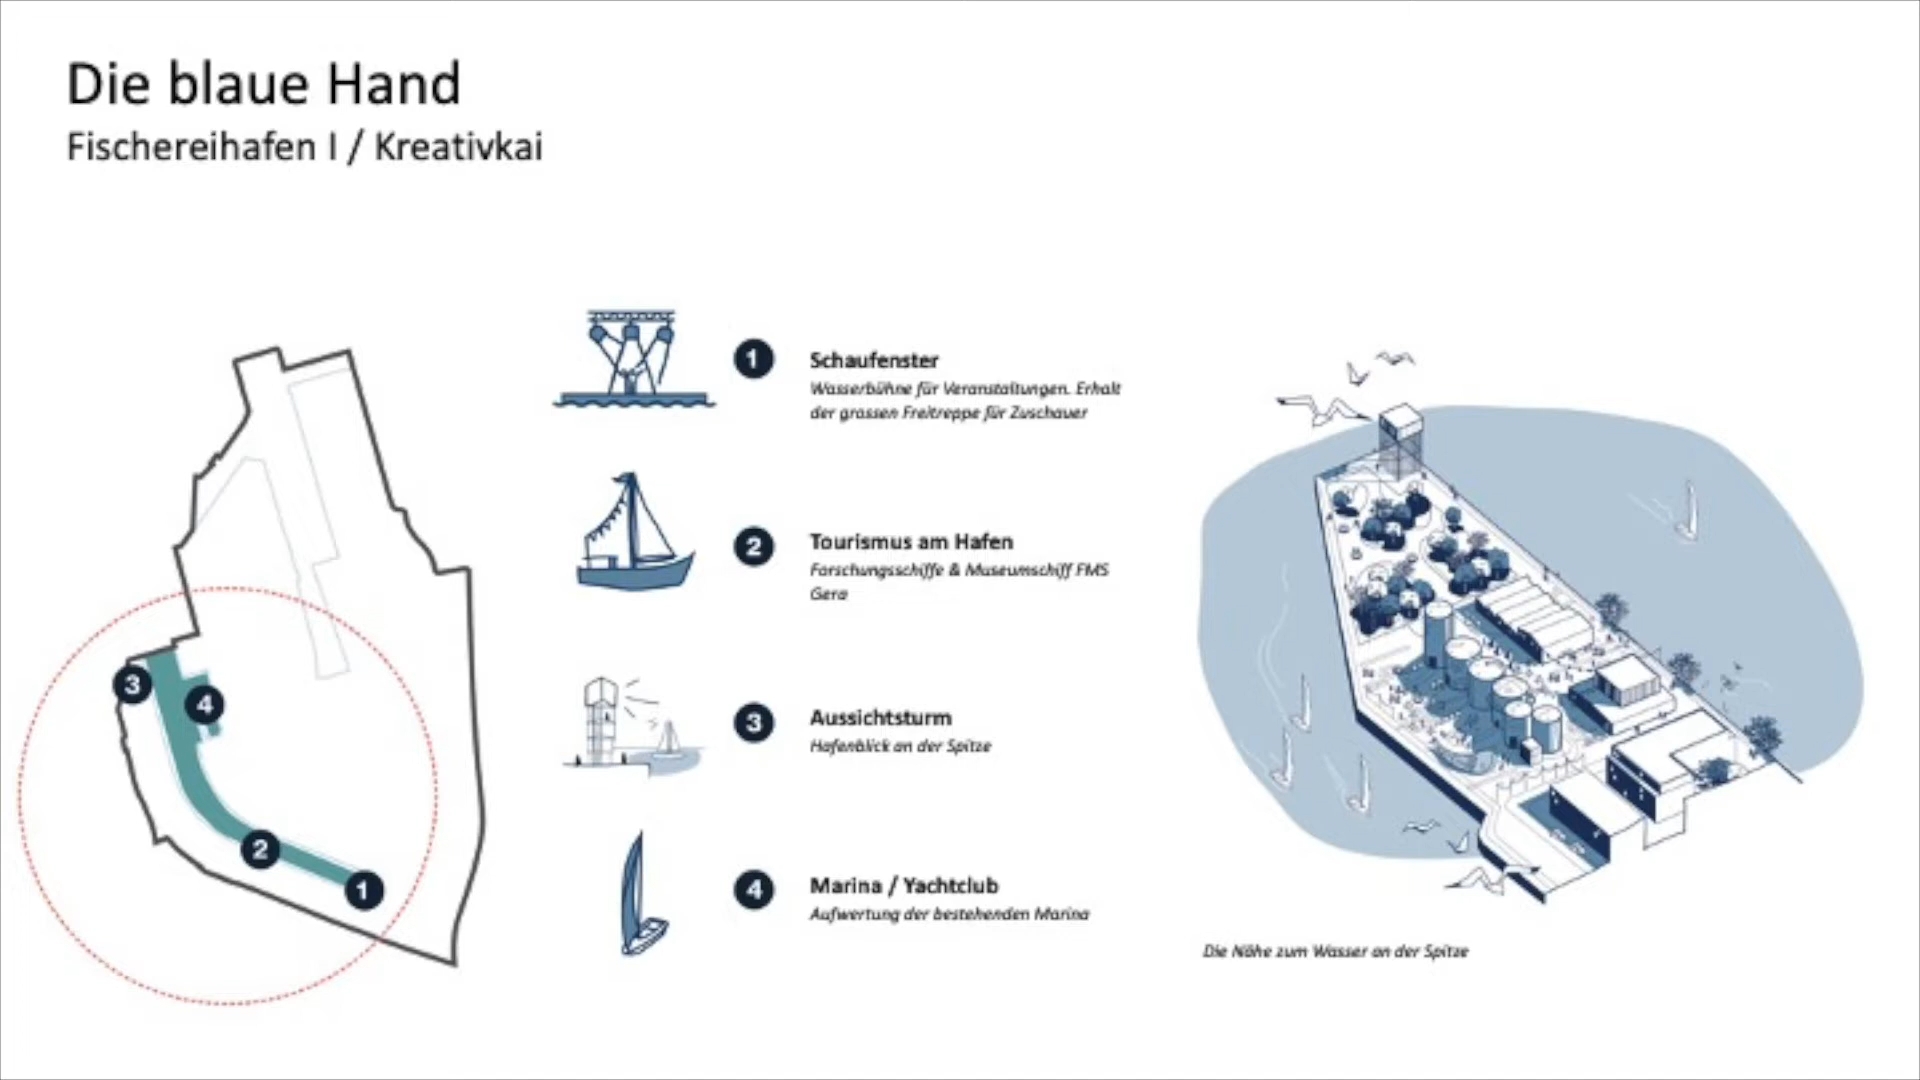 Die blaue Hand
Fischereihafen I / Kreativkai
1
Schaufenster
Wasserbühne für Veranstaltungen. Erhalt
der grossen Freitreppe für Zuschauer
2
Tourismus am Hafen
Forschungsschiffe & Museumschiff FMS
Gera
3
Aussichtsturm
Hafenblick an der Spitze
4
Marina / Yachtclub
Aufwertung der bestehenden Marina
3
4
2
1
Die Nähe zum Wasser an der Spitze